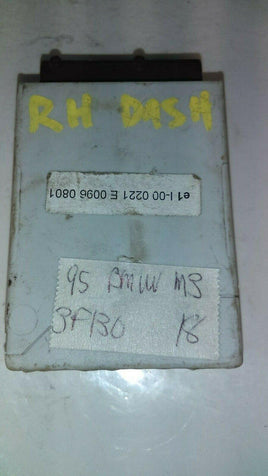 RH DASH
e1 I-00 0221 E 0096 0801
95 BMW M3
3F130 18